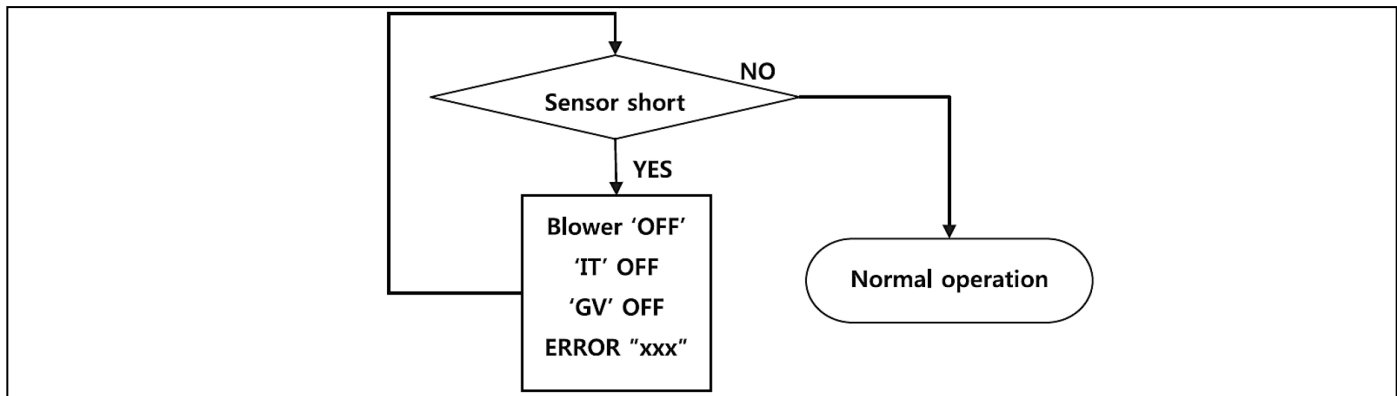 NO
Sensor short
YES
Blower ‘OFF’
‘IT’ OFF
‘GV’ OFF
ERROR “xxx”
Normal operation